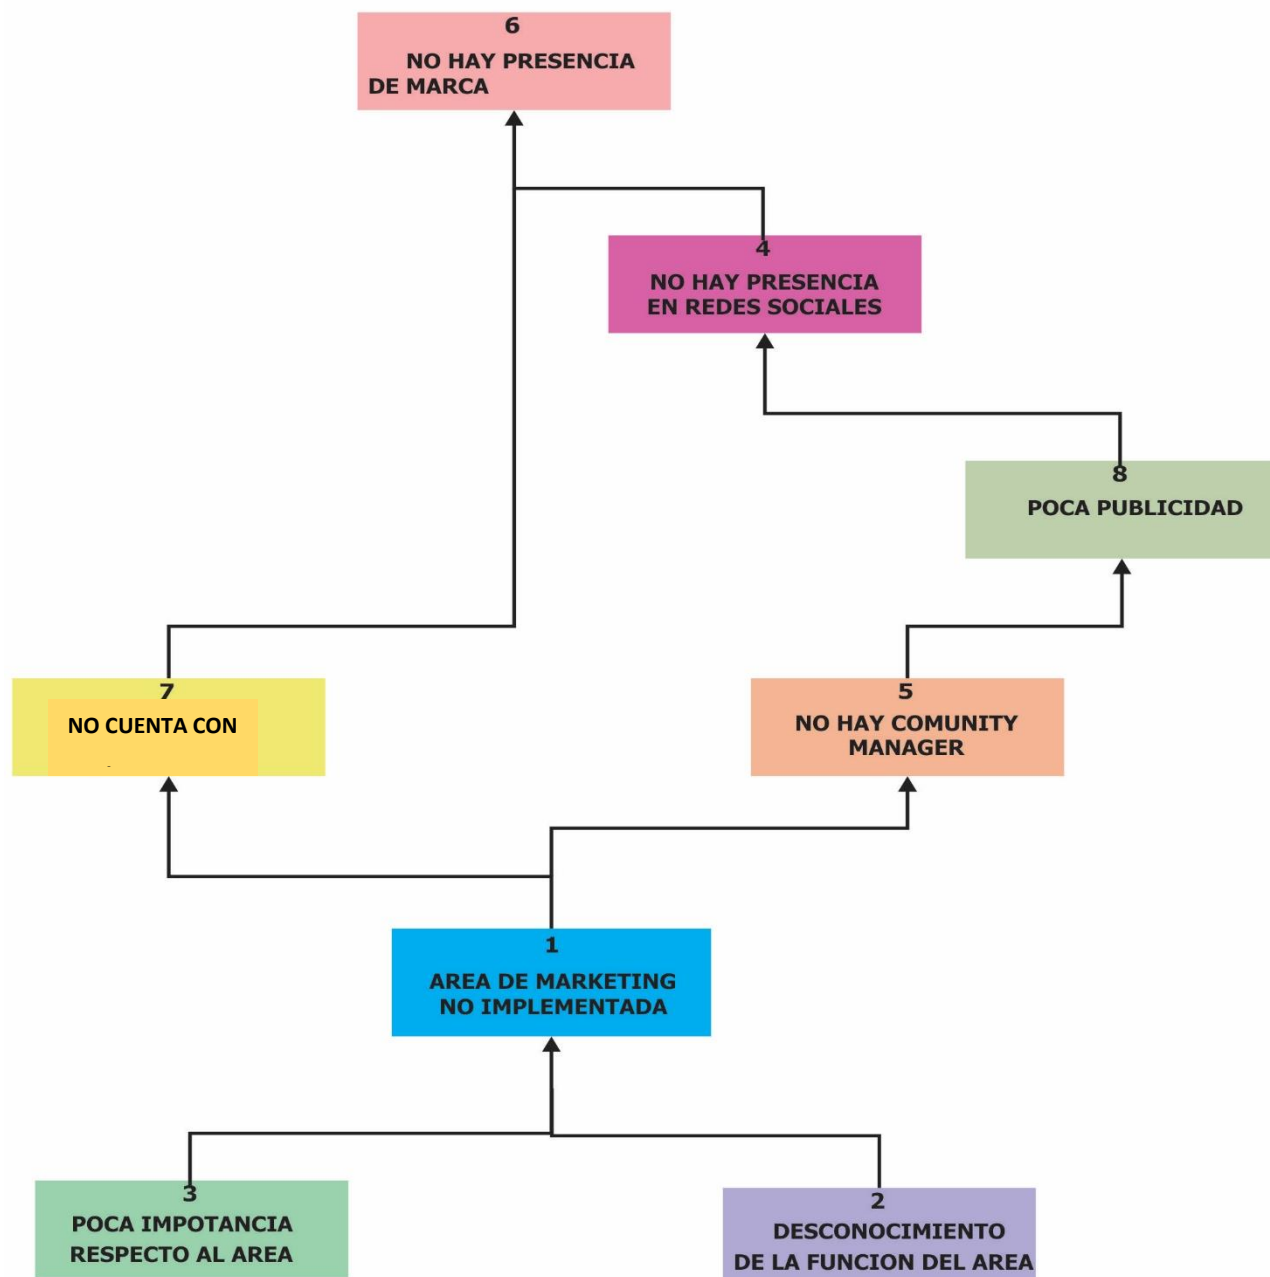 6
NO HAY PRESENCIA
DE MARCA
4
NO HAY PRESENCIA
EN REDES SOCIALES
8
POCA PUBLICIDAD
7
NO CUENTA CON
5
NO HAY COMUNITY
MANAGER
1
AREA DE MARKETING
NO IMPLEMENTADA
3
POCA IMPOTANCIA
RESPECTO AL AREA
2
DESCONOCIMIENTO
DE LA FUNCION DEL AREA